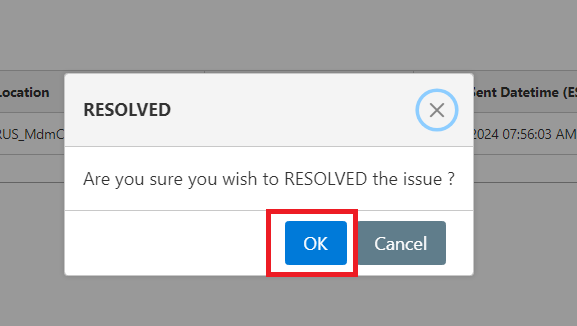 RESOLVED
Location
ent Datetime (ES
RUS_MdmC
2024 07:56:03 AM
Are you sure you wish to RESOLVED the issue ?
OK
Cancel